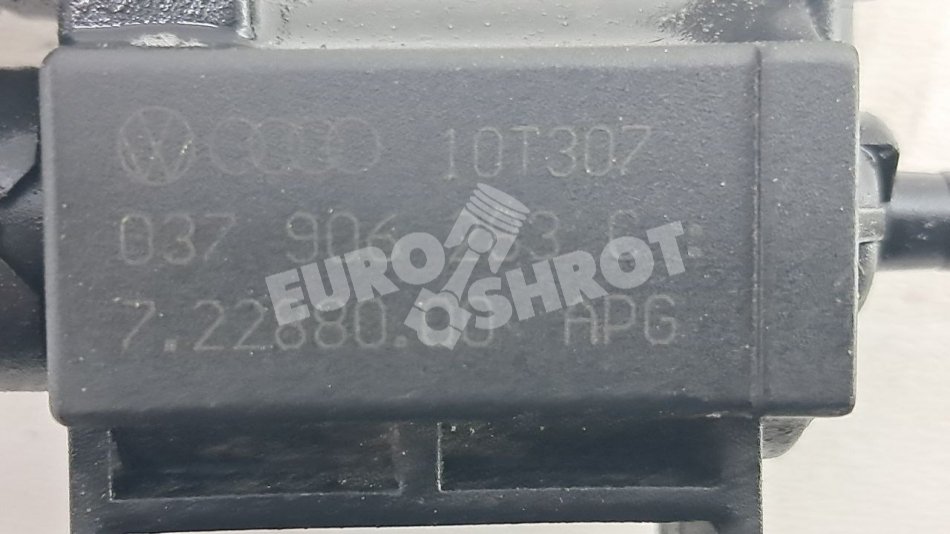 10T307
037 906
7.22880. APG
EURO SHROT